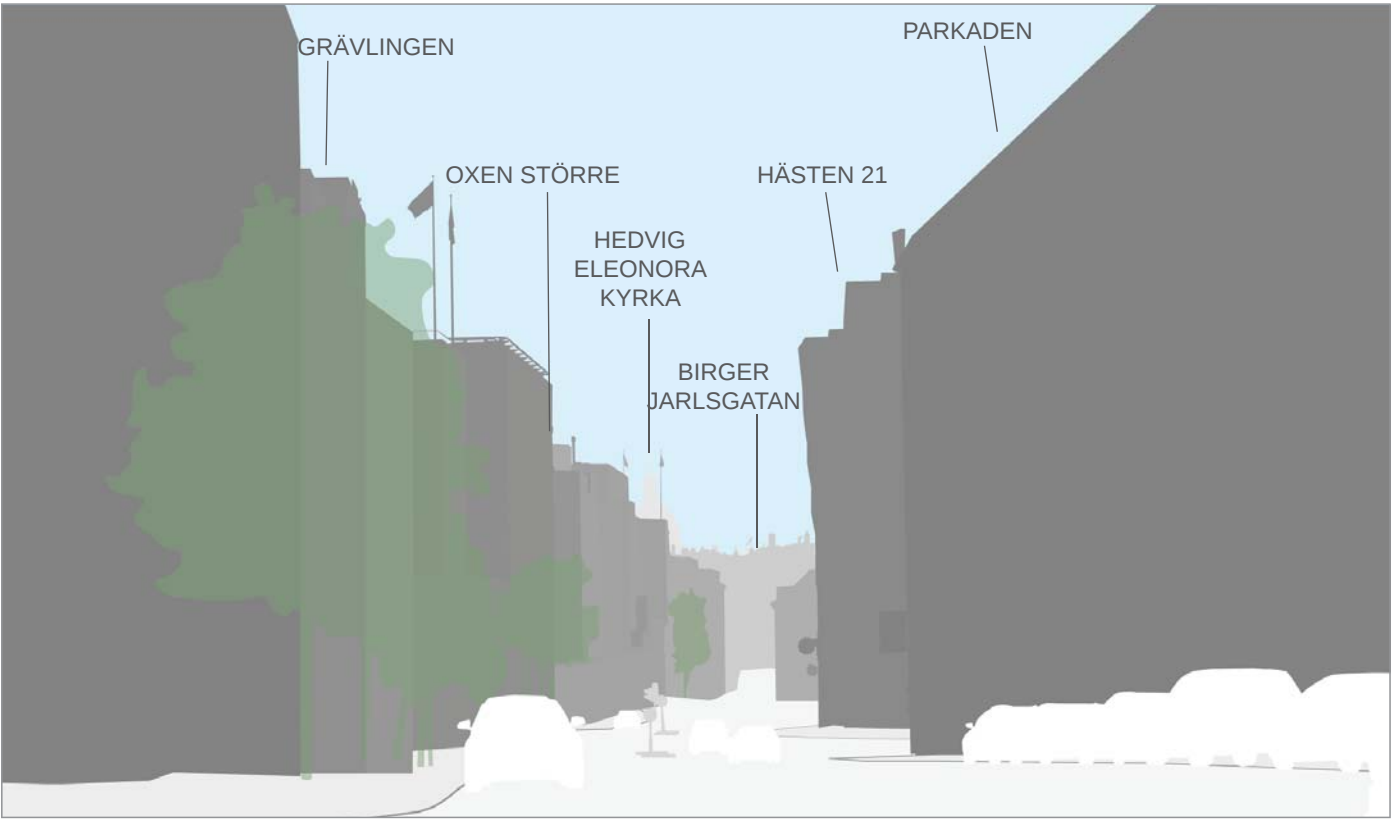 GRÄVLINGEN
PARKADEN
OXEN STÖRRE
HÄSTEN 21
HEDVIG
ELEONORA
KYRKA
BIRGER
JARLSGATAN